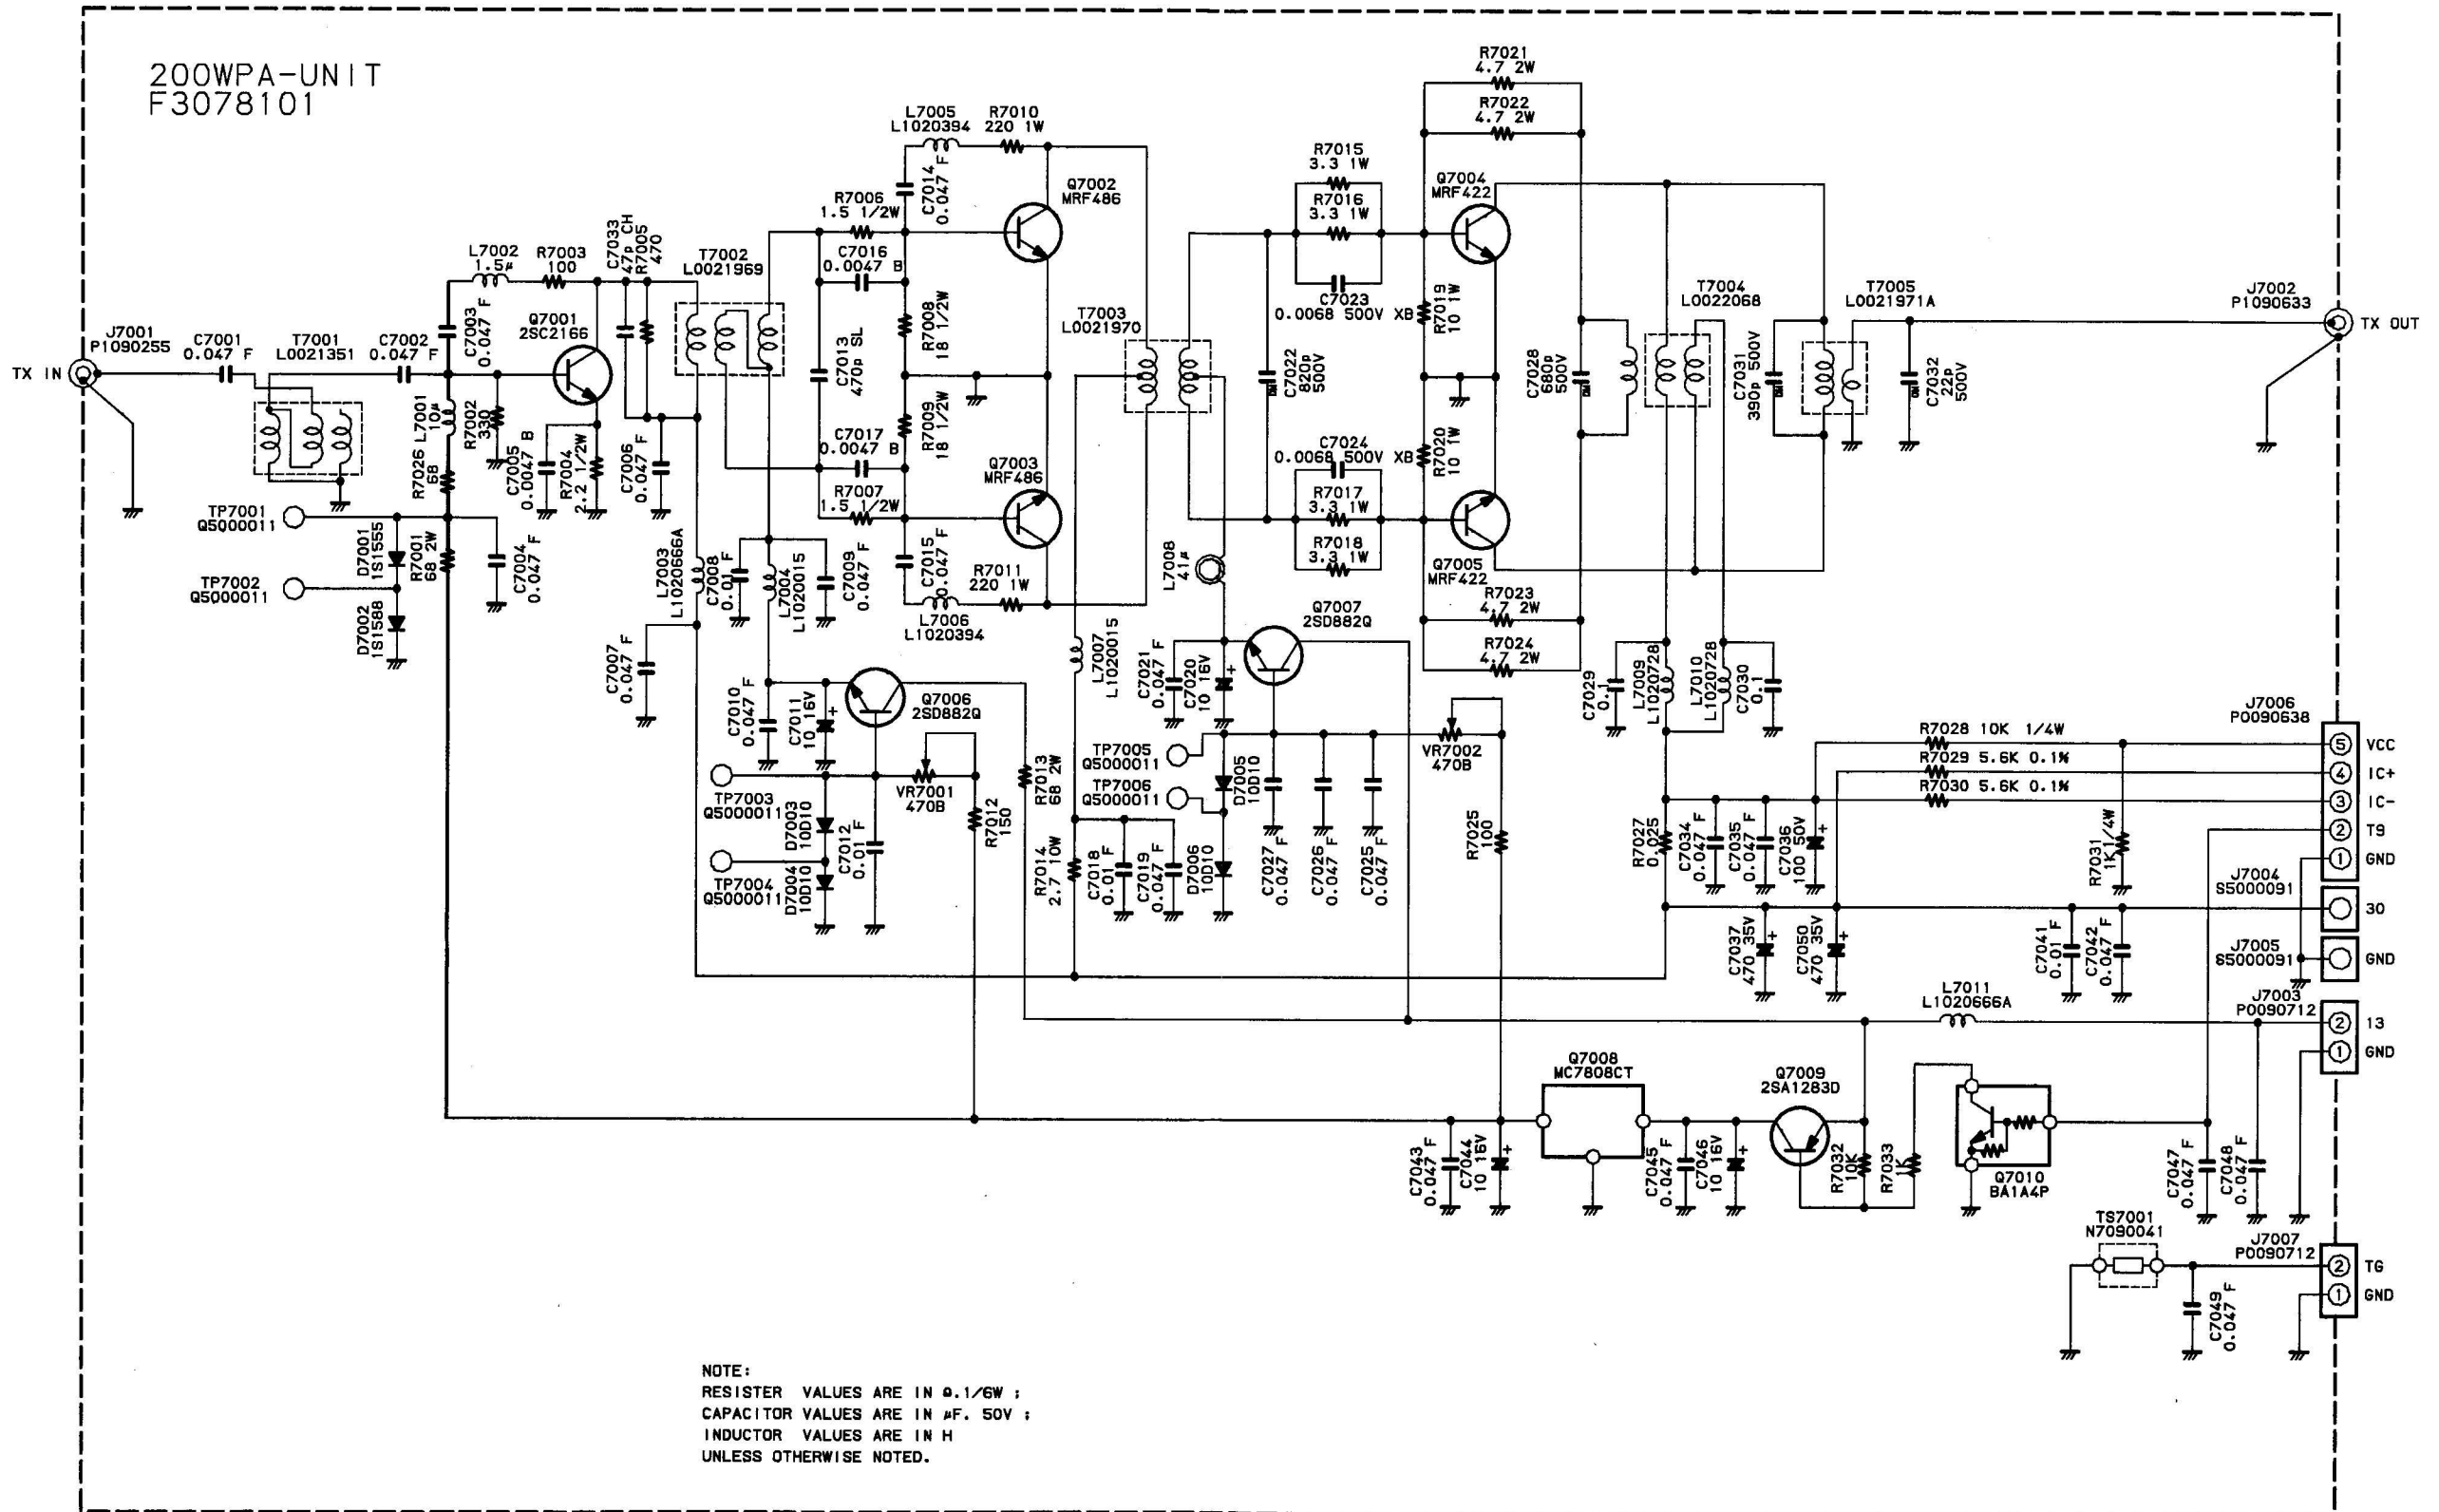 200WPA-UNIT
F3078101
J7001
P1090255
TX IN
C7001
0.047 F
T7001
L0021351
C7002
0.047 F
C7003
0.047 F
L7002
1.5μ
R7003
100
Q7001
2SC2166
C7033
47p CH
R7005
470
T7002
L0021969
L7001
10μ
R7002
330
R7026
68
C7005
0.0047 B
R7004
2.2 1/2W
C7006
0.047 F
TP7001
Q5000011
TP7002
Q5000011
D7001
1S1555
D7002
1S1588
R7001
68 2W
C7004
0.047 F
L7005
L1020394
R7010
220 1W
C7014
0.047 F
R7006
1.5 1/2W
C7016
0.0047 B
Q7002
MRF486
C7013
470p SL
R7008
18 1/2W
R7009
18 1/2W
C7017
0.0047 B
R7007
1.5 1/2W
Q7003
MRF486
C7015
0.047 F
R7011
220 1W
L7006
L1020394
L7003
L1020666A
C7008
0.01 F
L7004
L1020015
C7009
0.047 F
C7007
0.047 F
C7010
0.047 F
C7011
10 16V
Q7006
2SD882Q
TP7003
Q5000011
TP7004
Q5000011
D7003
10D10
D7004
10D10
C7012
0.01 F
VR7001
470B
R7012
150
R7013
68 2W
R7014
2.7 10W
L7007
L1020015
T7003
L0021970
L7008
41μ
C7021
0.047 F
C7020
10 16V
Q7007
2SD882Q
TP7005
Q5000011
TP7006
Q5000011
D7005
10D10
D7006
10D10
C7018
0.01 F
C7019
0.047 F
C7027
0.047 F
C7026
0.047 F
C7025
0.047 F
VR7002
470B
R7025
100
C7022
820p
500V
DM
R7015
3.3 1W
R7016
3.3 1W
C7023
0.0068 500V XB
C7024
0.0068 500V XB
R7017
3.3 1W
R7018
3.3 1W
R7019
10 1W
R7020
10 1W
R7021
4.7 2W
R7022
4.7 2W
Q7004
MRF422
Q7005
MRF422
R7023
4.7 2W
R7024
4.7 2W
C7028
680p
500V
DM
T7004
L0022068
C7031
390p 500V
T7005
L0021971A
C7032
22p
500V
DM
J7002
P1090633
TX OUT
C7029
0.1
L7009
L1020728
L7010
L1020728
C7030
0.1
R7028 10K 1/4W
R7029 5.6K 0.1%
R7030 5.6K 0.1%
R7027
0.025
C7034
0.047 F
C7035
0.047 F
C7036
100 50V
R7031
1K 1/4W
J7006
P0090638
5 VCC
4 IC+
3 IC-
2 T9
1 GND
J7004
S5000091
30
J7005
S5000091
GND
C7037
470 35V
C7050
470 35V
C7041
0.01 F
C7042
0.047 F
L7011
L1020666A
J7003
P0090712
2 13
1 GND
Q7008
MC7808CT
Q7009
2SA1283D
C7043
0.047 F
C7044
10 16V
C7045
0.047 F
C7046
10 16V
R7032
10K
R7033
1K
Q7010
BA1A4P
C7047
0.047 F
C7048
0.047 F
TS7001
N7090041
J7007
P0090712
2 TG
1 GND
C7049
0.047 F
NOTE:
RESISTER VALUES ARE IN Ω. 1/6W ;
CAPACITOR VALUES ARE IN μF. 50V ;
INDUCTOR VALUES ARE IN H
UNLESS OTHERWISE NOTED.